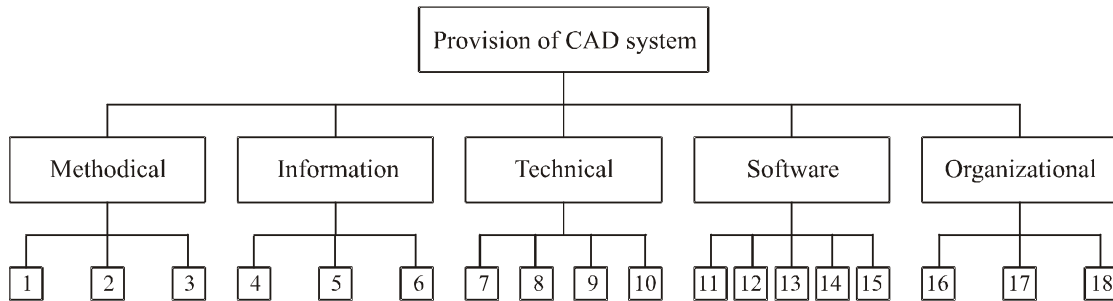 Provision of CAD system
Methodical Information Technical Software Organizational
1 2 3 4 5 6 7 8 9 10 11 12 13 14 15 16 17 18